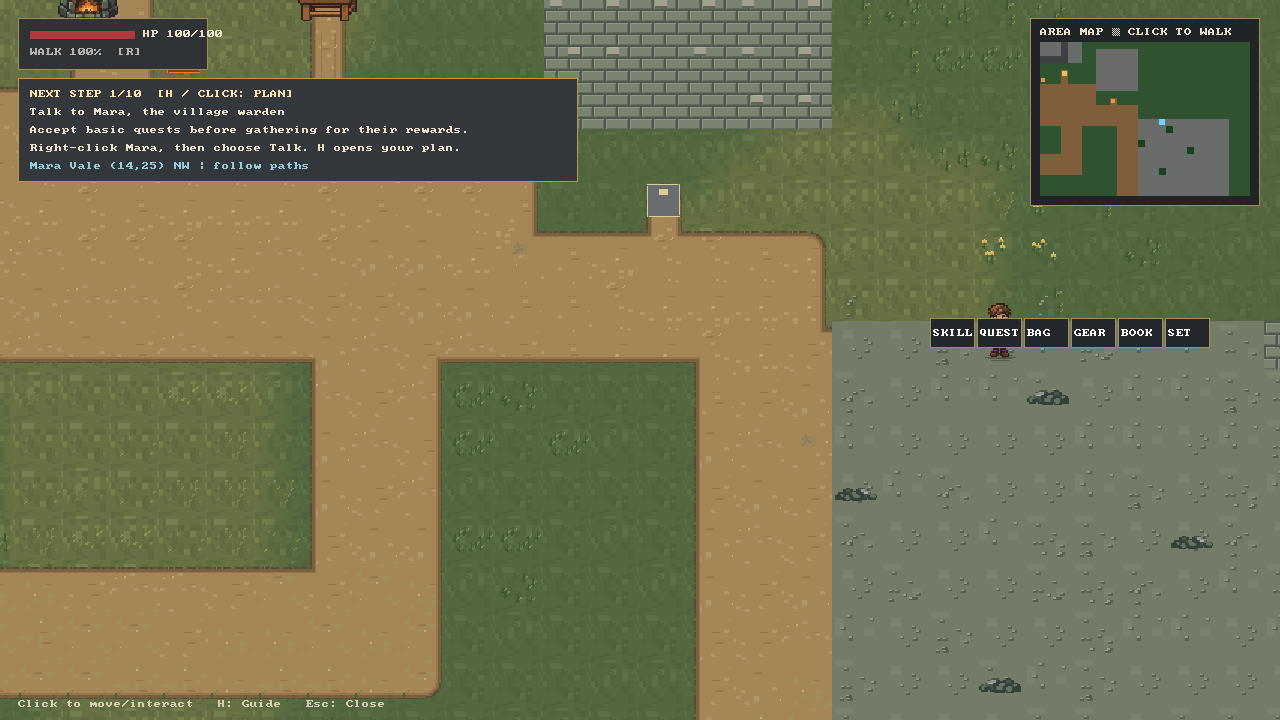 HP 100/100
WALK 100% [R]
NEXT STEP 1/10 [H / CLICK: PLAN]
Talk to Mara, the village warden
Accept basic quests before gathering for their rewards.
Right-click Mara, then choose Talk. H opens your plan.
Mara Vale (14,25) NW ¦ follow paths
AREA MAP ▒ CLICK TO WALK
SKILL QUEST BAG GEAR BOOK SET
Click to move/interact H: Guide Esc: Close